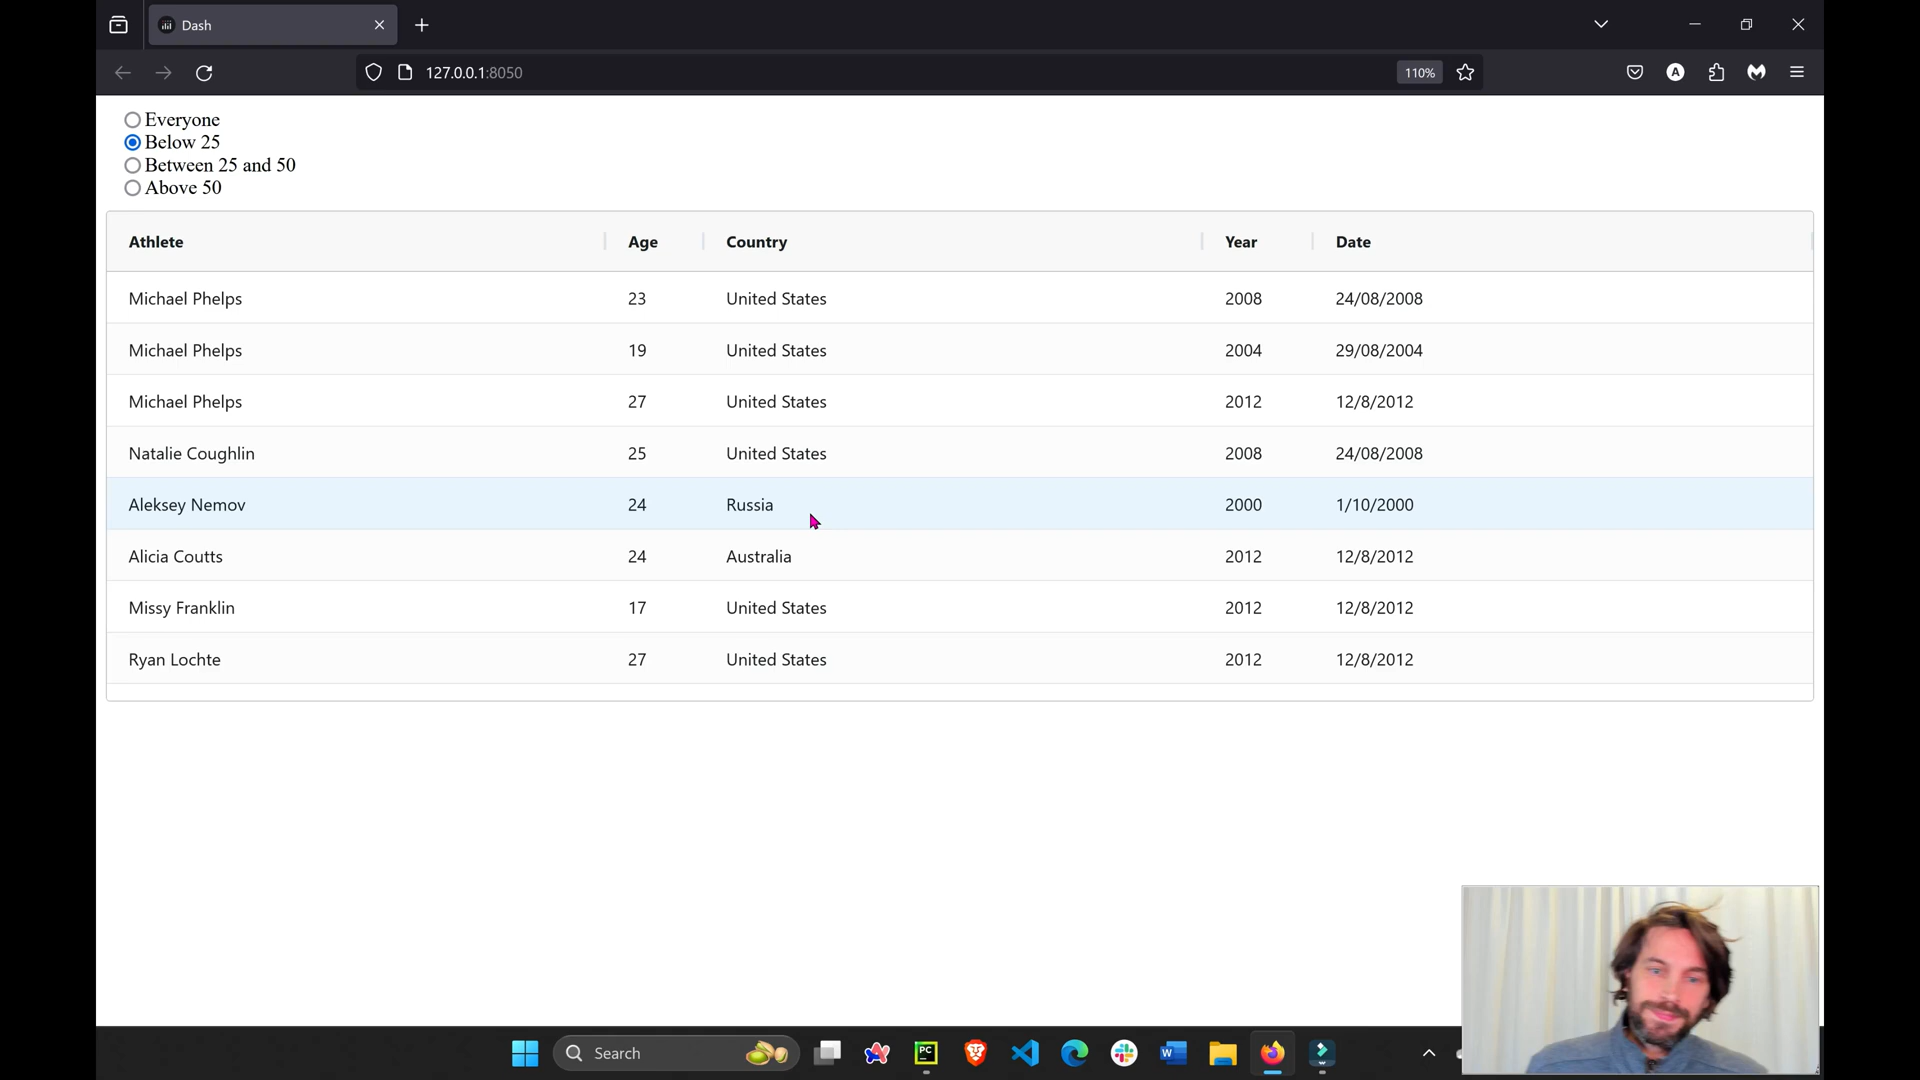 Dash
127.0.0.1:8050
110%
Everyone
Below 25
Between 25 and 50
Above 50
Athlete Age Country Year Date
Michael Phelps 23 United States 2008 24/08/2008
Michael Phelps 19 United States 2004 29/08/2004
Michael Phelps 27 United States 2012 12/8/2012
Natalie Coughlin 25 United States 2008 24/08/2008
Aleksey Nemov 24 Russia 2000 1/10/2000
Alicia Coutts 24 Australia 2012 12/8/2012
Missy Franklin 17 United States 2012 12/8/2012
Ryan Lochte 27 United States 2012 12/8/2012
Search